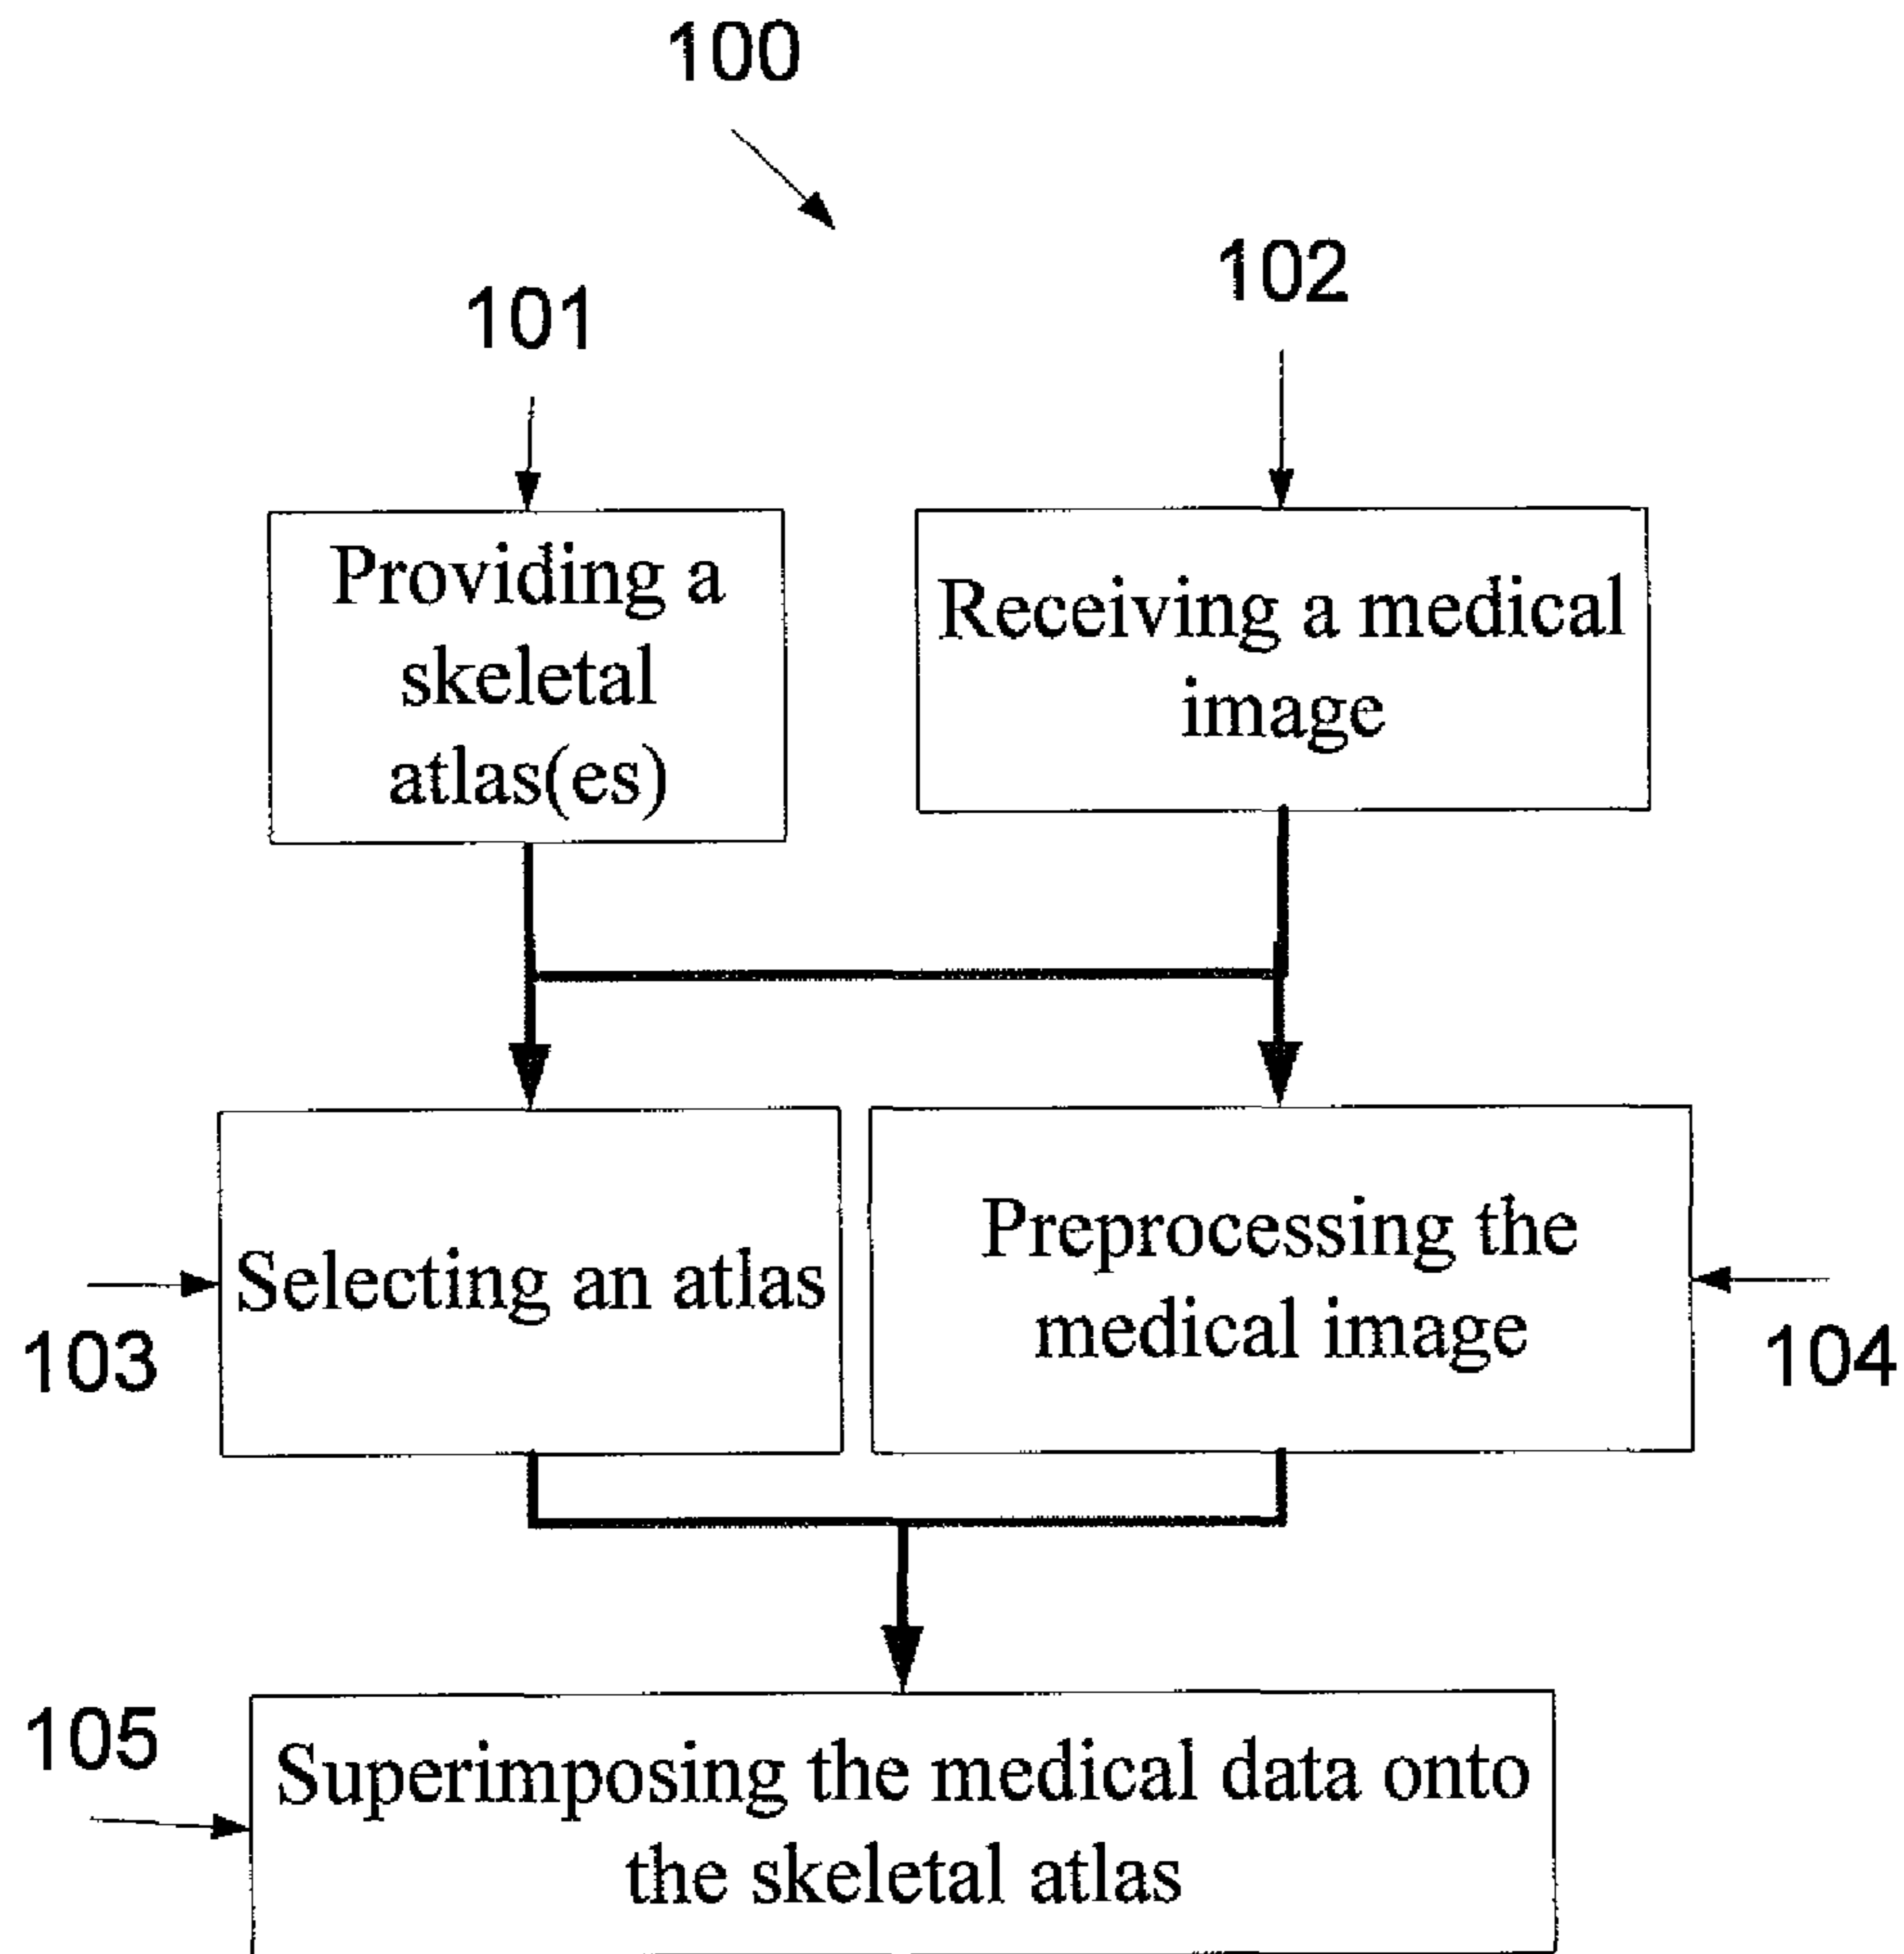 100
101
102
Providing a
skeletal
atlas(es)
Receiving a medical
image
103
Selecting an atlas
Preprocessing the
medical image
104
105
Superimposing the medical data onto
the skeletal atlas